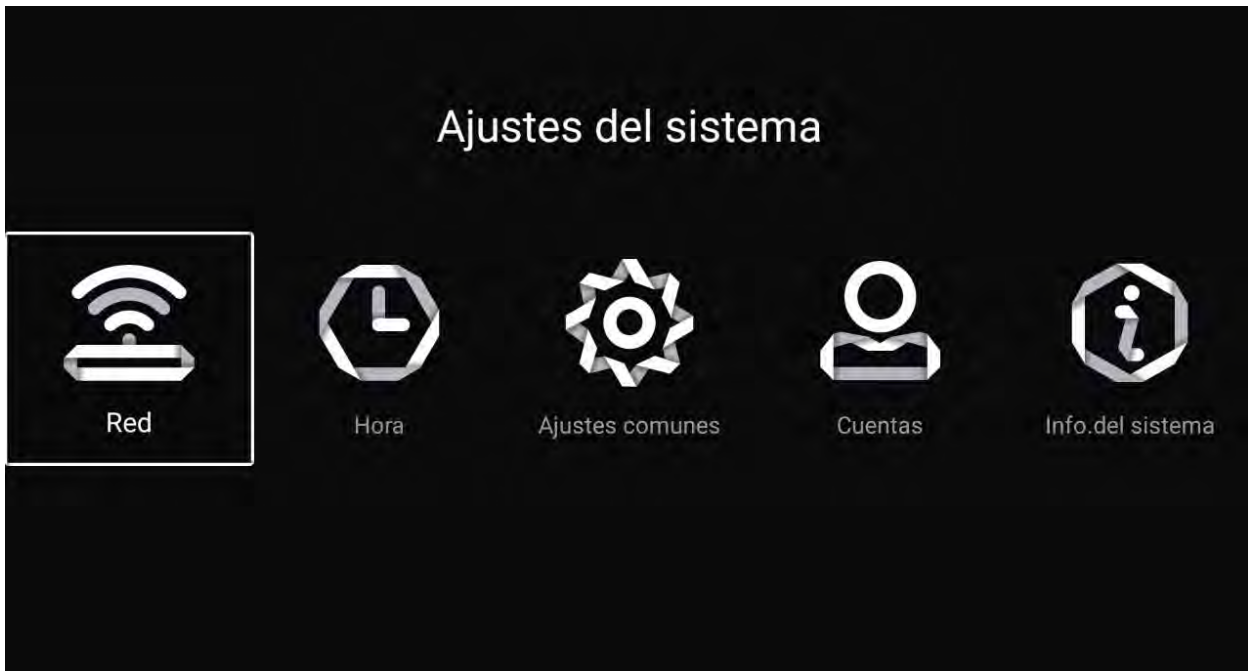 Ajustes del sistema
Red
Hora
Ajustes comunes
Cuentas
Info.del sistema